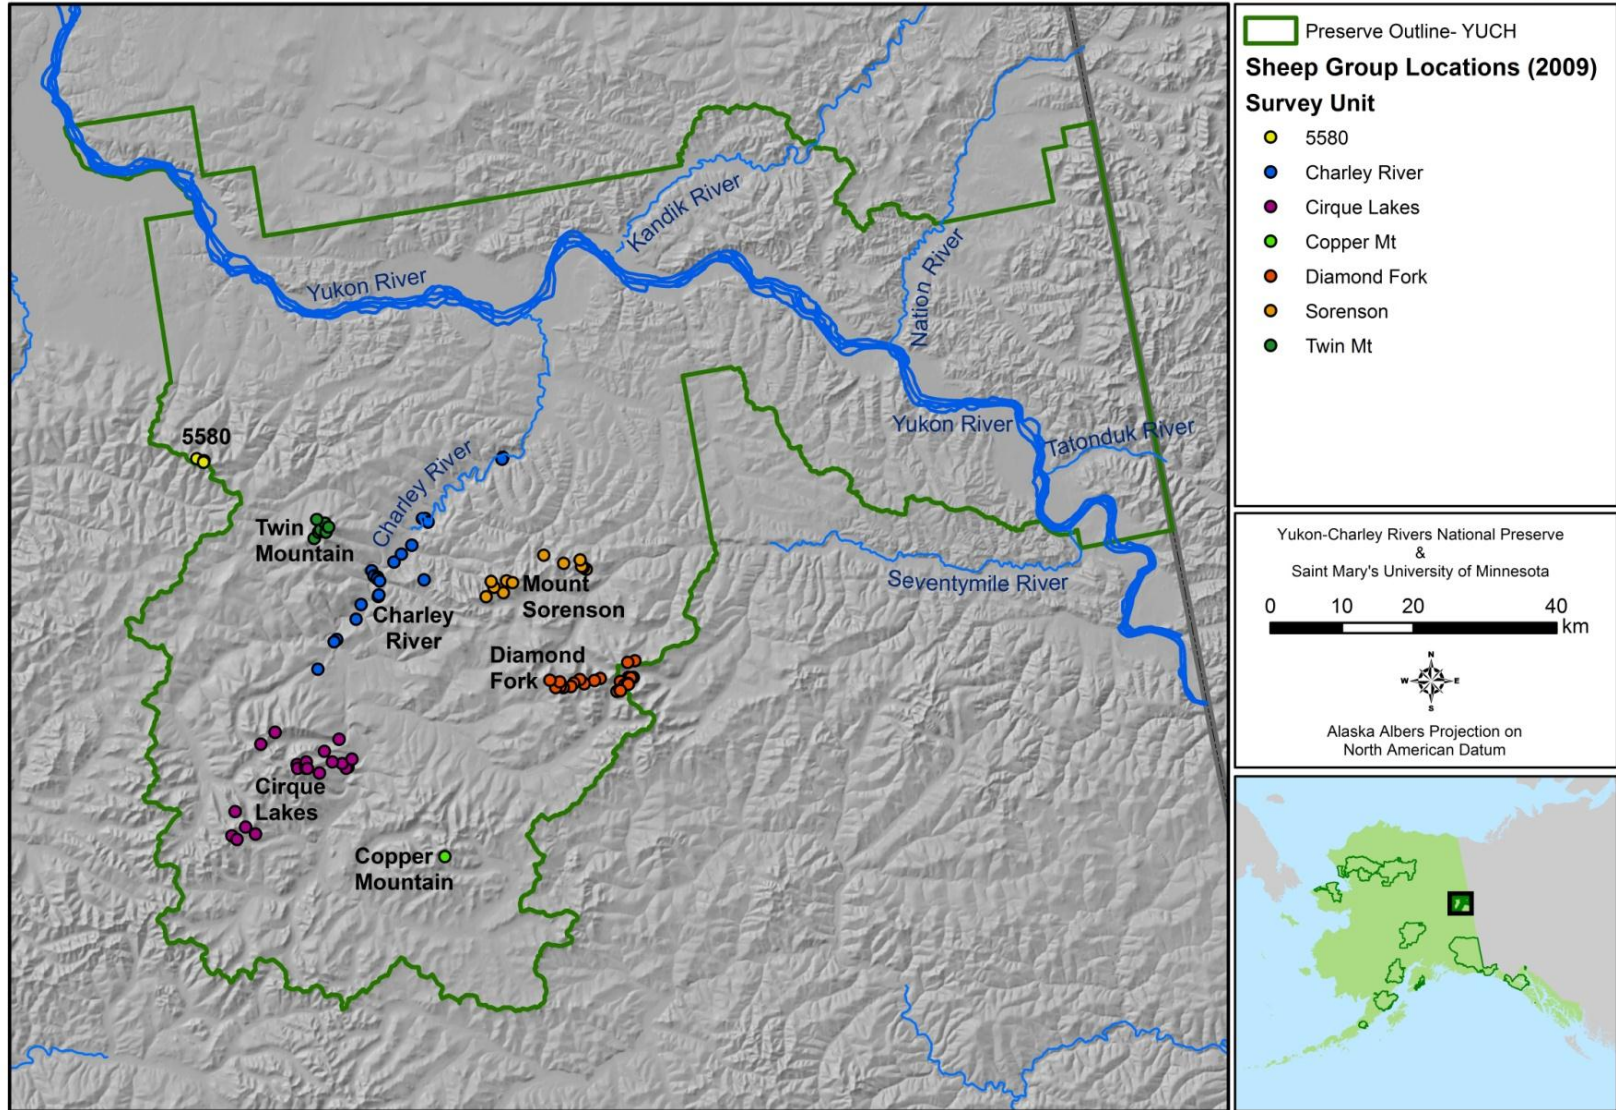 Kandik River
Nation River
Yukon River
Yukon River
Tatonduk River
5580
Charley River
Twin
Mountain
Seventymile River
Mount
Sorenson
Charley
River
Diamond
Fork
Cirque
Lakes
Copper
Mountain
Preserve Outline- YUCH
Sheep Group Locations (2009)
Survey Unit
5580
Charley River
Cirque Lakes
Copper Mt
Diamond Fork
Sorenson
Twin Mt
Yukon-Charley Rivers National Preserve
&
Saint Mary's University of Minnesota
0 10 20 40
km
N
W E
S
Alaska Albers Projection on
North American Datum